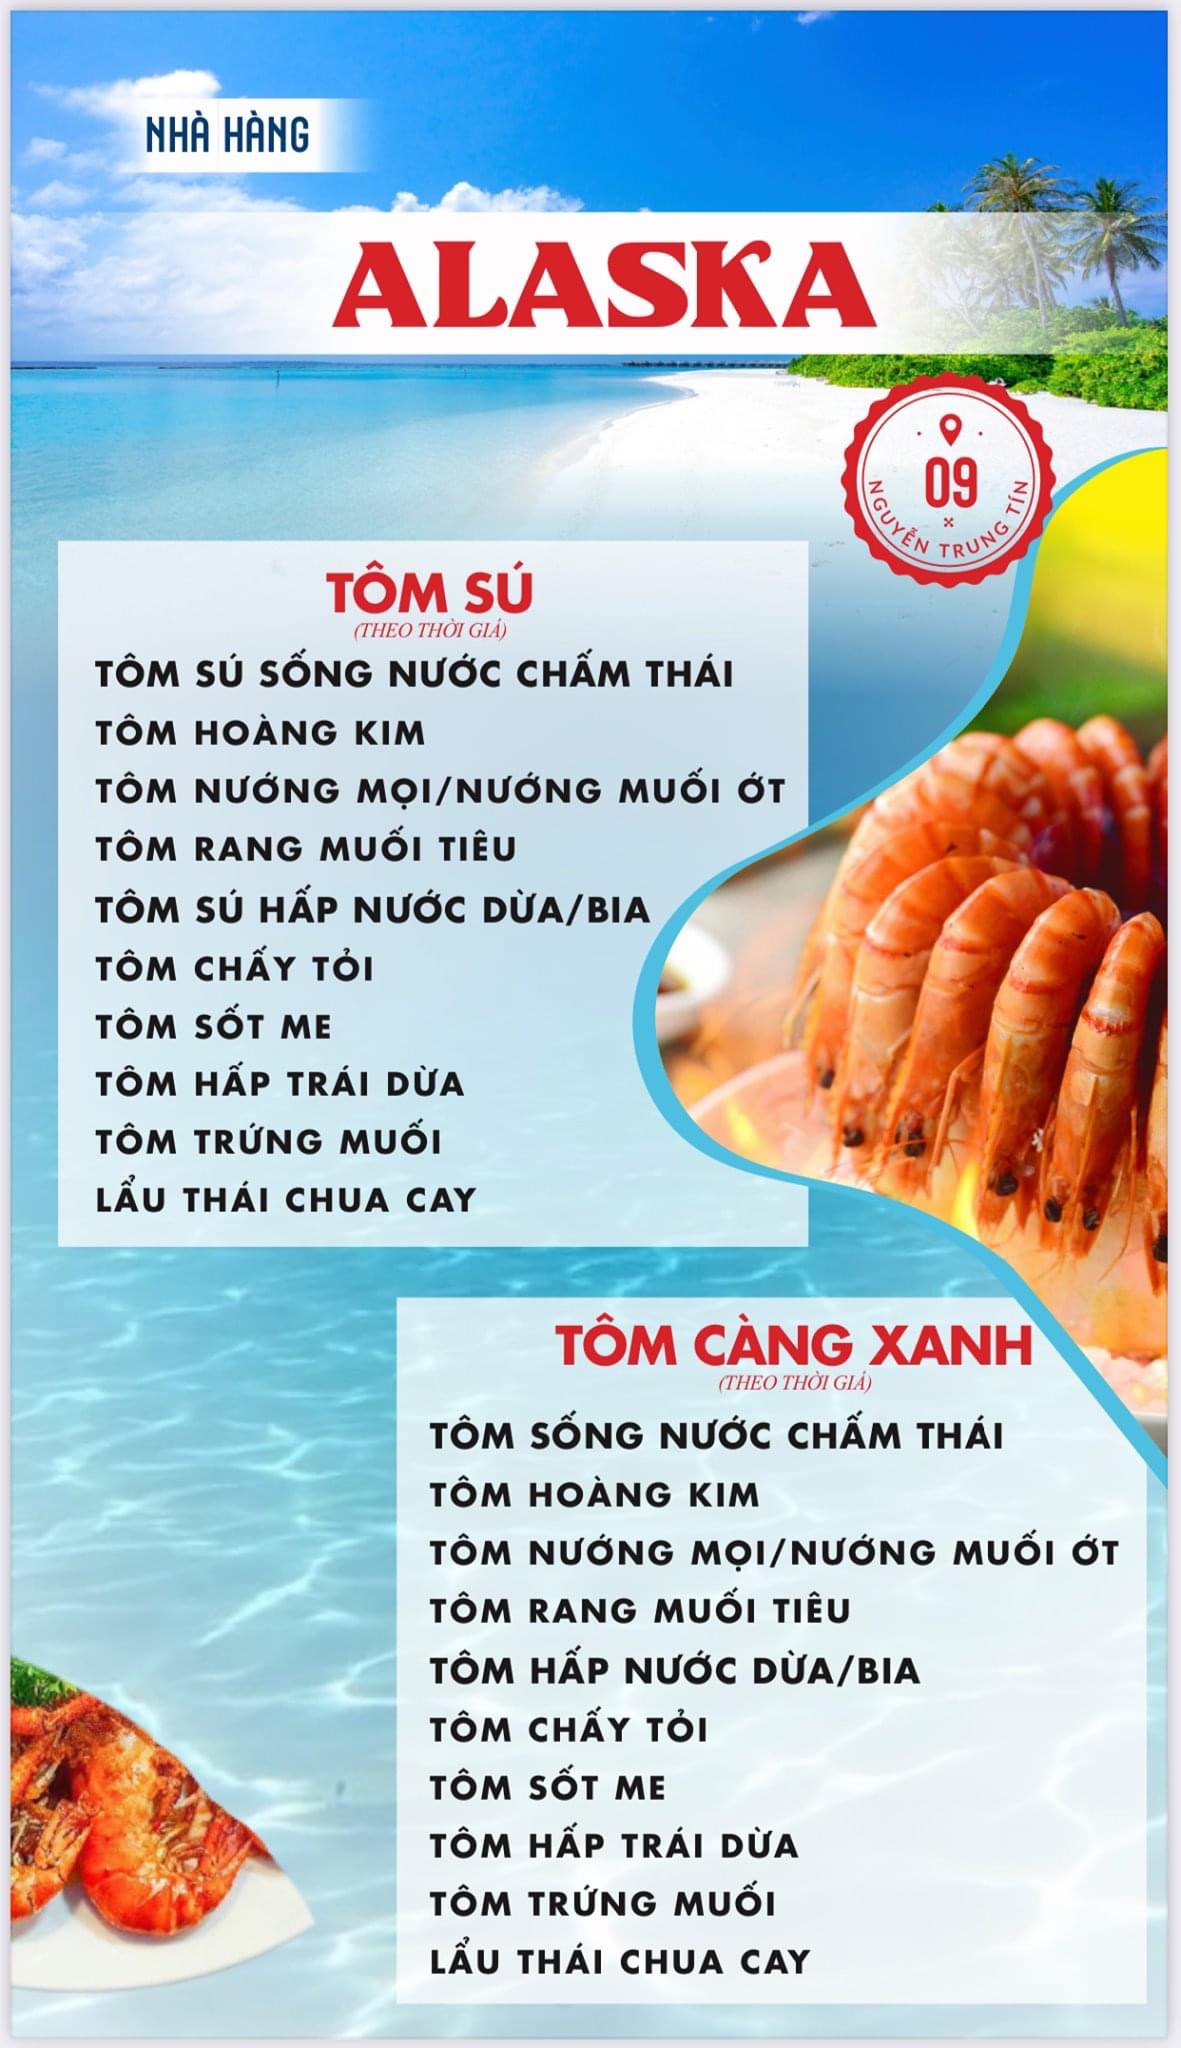 NHÀ HÀNG
ALASKA
09
NGUYỄN TRUNG TÍN
TÔM SÚ
(THEO THỜI GIÁ)
TÔM SÚ SỐNG NƯỚC CHẤM THÁI
TÔM HOÀNG KIM
TÔM NƯỚNG MỌI/NƯỚNG MUỐI ỚT
TÔM RANG MUỐI TIÊU
TÔM SÚ HẤP NƯỚC DỪA/BIA
TÔM CHẤY TỎI
TÔM SỐT ME
TÔM HẤP TRÁI DỪA
TÔM TRỨNG MUỐI
LẨU THÁI CHUA CAY
TÔM CÀNG XANH
(THEO THỜI GIÁ)
TÔM SỐNG NƯỚC CHẤM THÁI
TÔM HOÀNG KIM
TÔM NƯỚNG MỌI/NƯỚNG MUỐI ỚT
TÔM RANG MUỐI TIÊU
TÔM HẤP NƯỚC DỪA/BIA
TÔM CHẤY TỎI
TÔM SỐT ME
TÔM HẤP TRÁI DỪA
TÔM TRỨNG MUỐI
LẨU THÁI CHUA CAY